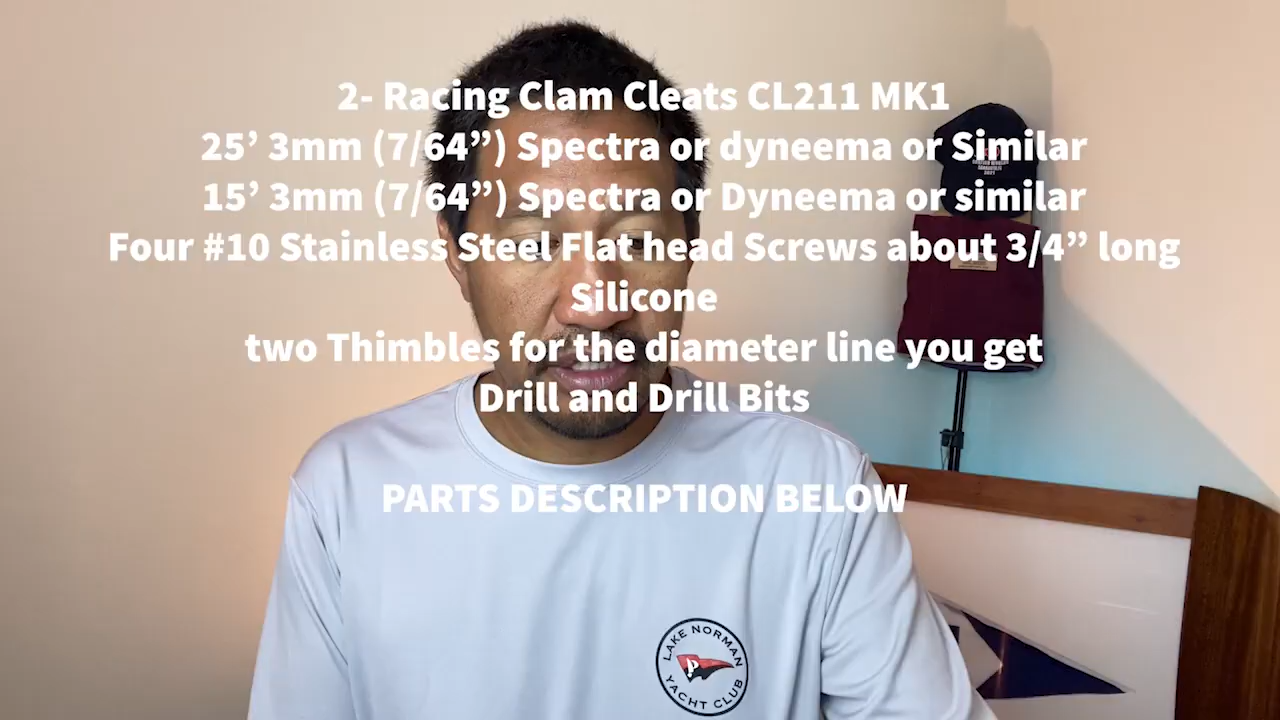 2- Racing Clam Cleats CL211 MK1
25’ 3mm (7/64”) Spectra or dyneema or Similar
15’ 3mm (7/64”) Spectra or Dyneema or similar
Four #10 Stainless Steel Flat head Screws about 3/4” long
Silicone
two Thimbles for the diameter line you get
Drill and Drill Bits
PARTS DESCRIPTION BELOW
LAKE NORMAN
YACHT CLUB